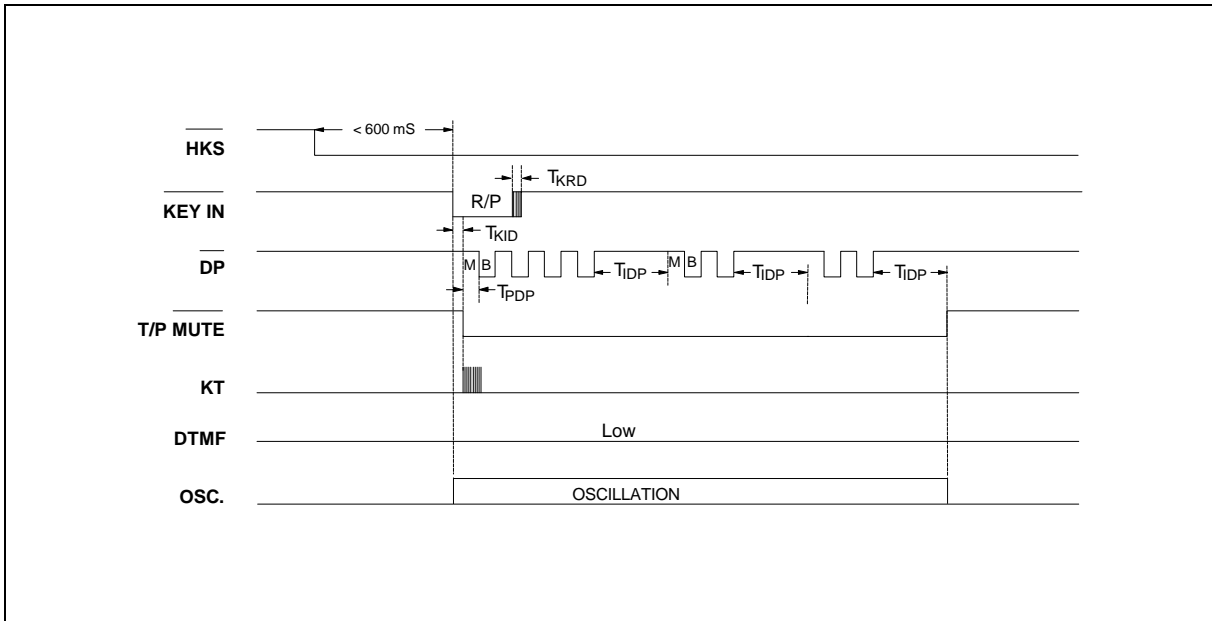 < 600 mS
HKS
TKRD
KEY IN
R/P
TKID
DP
M B
TIDP
M B
TIDP
TIDP
TPDP
T/P MUTE
KT
DTMF
Low
OSC.
OSCILLATION